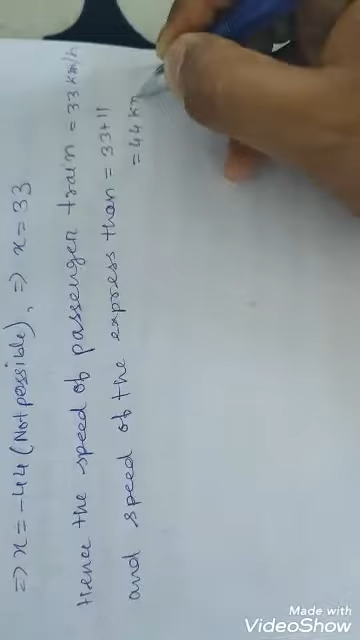 => x = -44 (Not possible), => x = 33
Hence the speed of passenger train = 33 km/h
and speed of the express than = 33+11
= 44 km
Made with
VideoShow